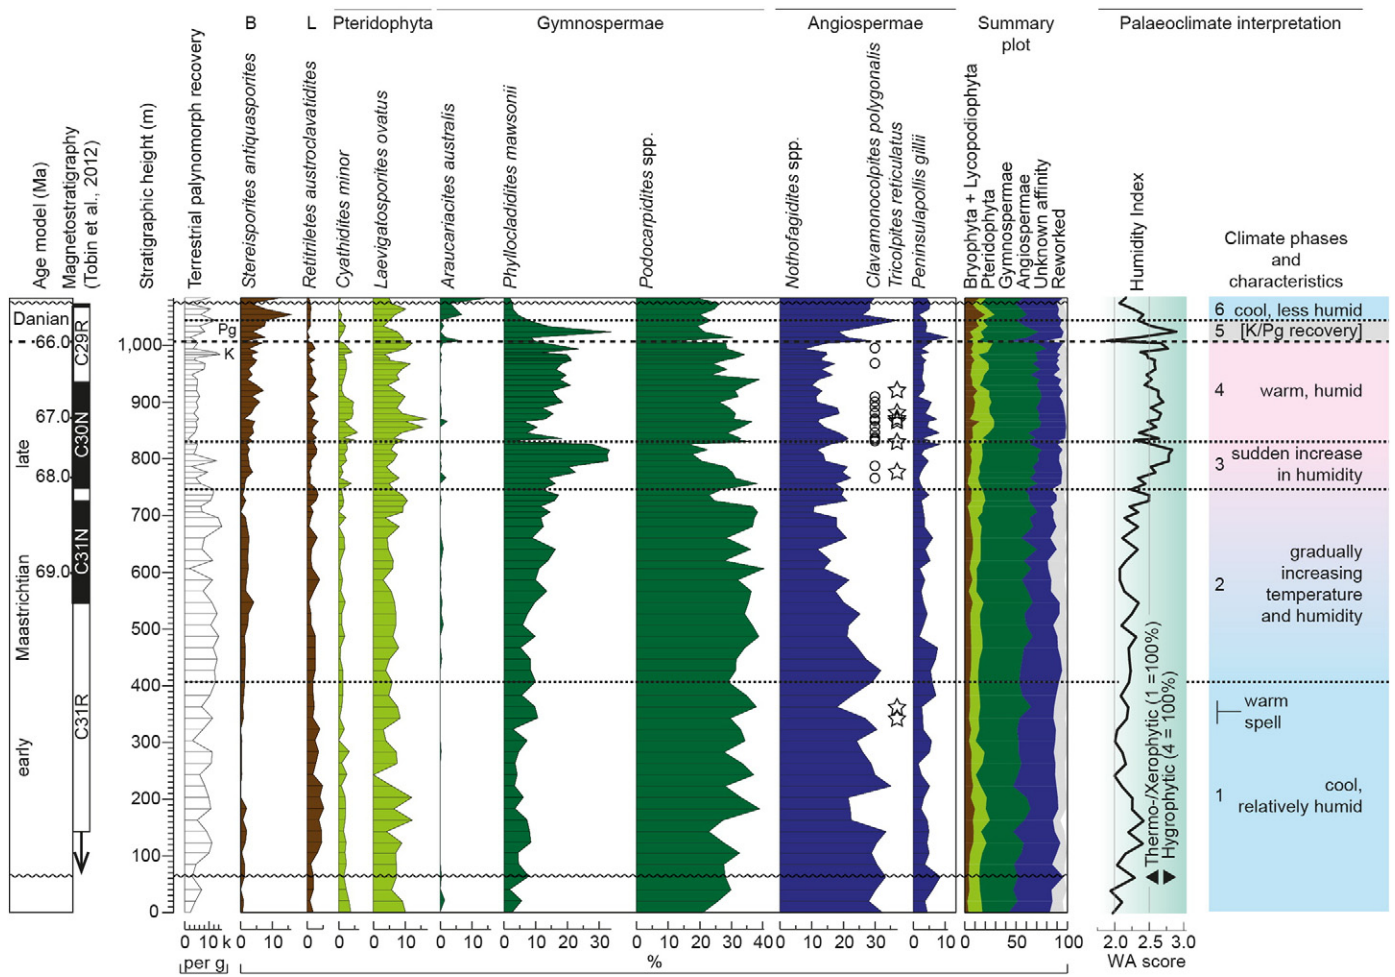 B
L
Pteridophyta
Gymnospermae
Angiospermae
Summary
plot
Palaeoclimate interpretation
Age model (Ma)
Magnetostratigraphy
(Tobin et al., 2012)
Stratigraphic height (m)
Terrestrial palynomorph recovery
Stereisporites antiquasporites
Retitriletes austroclavatidites
Cyathidites minor
Laevigatosporites ovatus
Araucariacites australis
Phyllocladidites mawsonii
Podocarpidites spp.
Nothofagidites spp.
Clavamonocolpites polygonalis
Tricolpites reticulatus
Peninsulapollis gillii
Bryophyta + Lycopodiophyta
Pteridophyta
Gymnospermae
Angiospermae
Unknown affinity
Reworked
Humidity Index
Climate phases
and
characteristics
Danian
66.0
67.0
late
68.0
69.0
Maastrichtian
early
C29R
C30N
C31N
C31R
Pg
K
1,000
900
800
700
600
500
400
300
200
100
0
6 cool, less humid
5 [K/Pg recovery]
4 warm, humid
3 sudden increase
in humidity
2 gradually
increasing
temperature
and humidity
warm
spell
1 cool,
relatively humid
Thermo-/Xerophytic (1 =100%)
Hygrophytic (4 = 100%)
0 10 k
0 10
0
0
0 10
0 10
0 10 20 30
0 10 20 30 40
0 10 20 30
0 10
0 50 100
2.0 2.5 3.0
per g
%
WA score